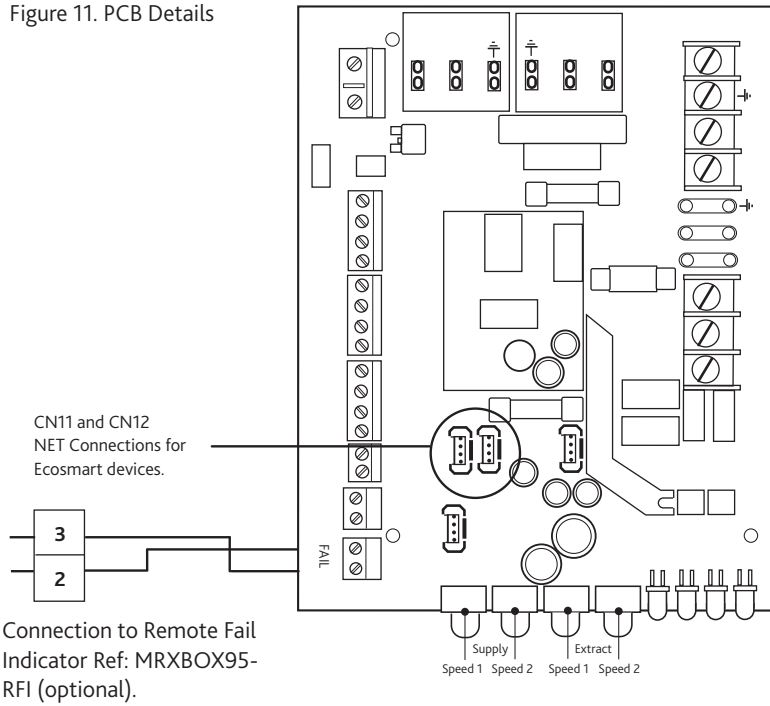 Figure 11. PCB Details
CN11 and CN12
NET Connections for
Ecosmart devices.
3
2
FAIL
Connection to Remote Fail
Indicator Ref: MRXBOX95-
RFI (optional).
Supply Extract
Speed 1 Speed 2 Speed 1 Speed 2